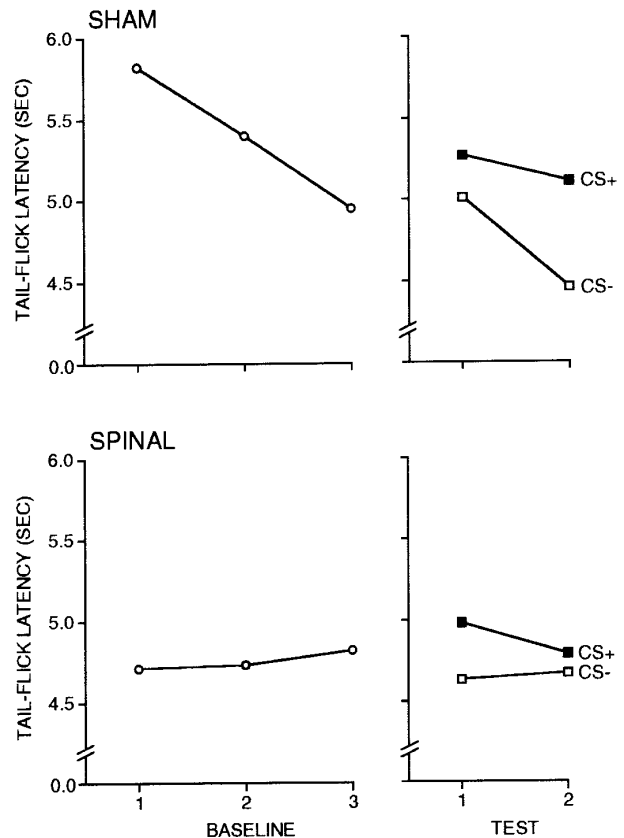 SHAM
TAIL-FLICK LATENCY (SEC)
6.0
5.5
5.0
4.5
0.0
CS+
CS-
SPINAL
TAIL-FLICK LATENCY (SEC)
6.0
5.5
5.0
4.5
0.0
CS+
CS-
1 2 3
BASELINE
1 2
TEST